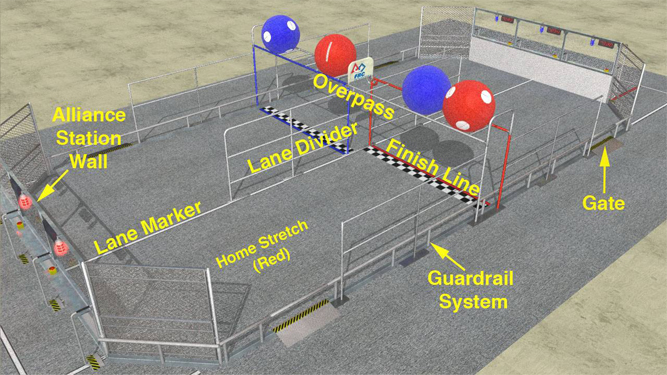 Overpass
Alliance
Station
Wall
Lane Divider
Finish Line
Lane Marker
Home Stretch
(Red)
Gate
Guardrail
System